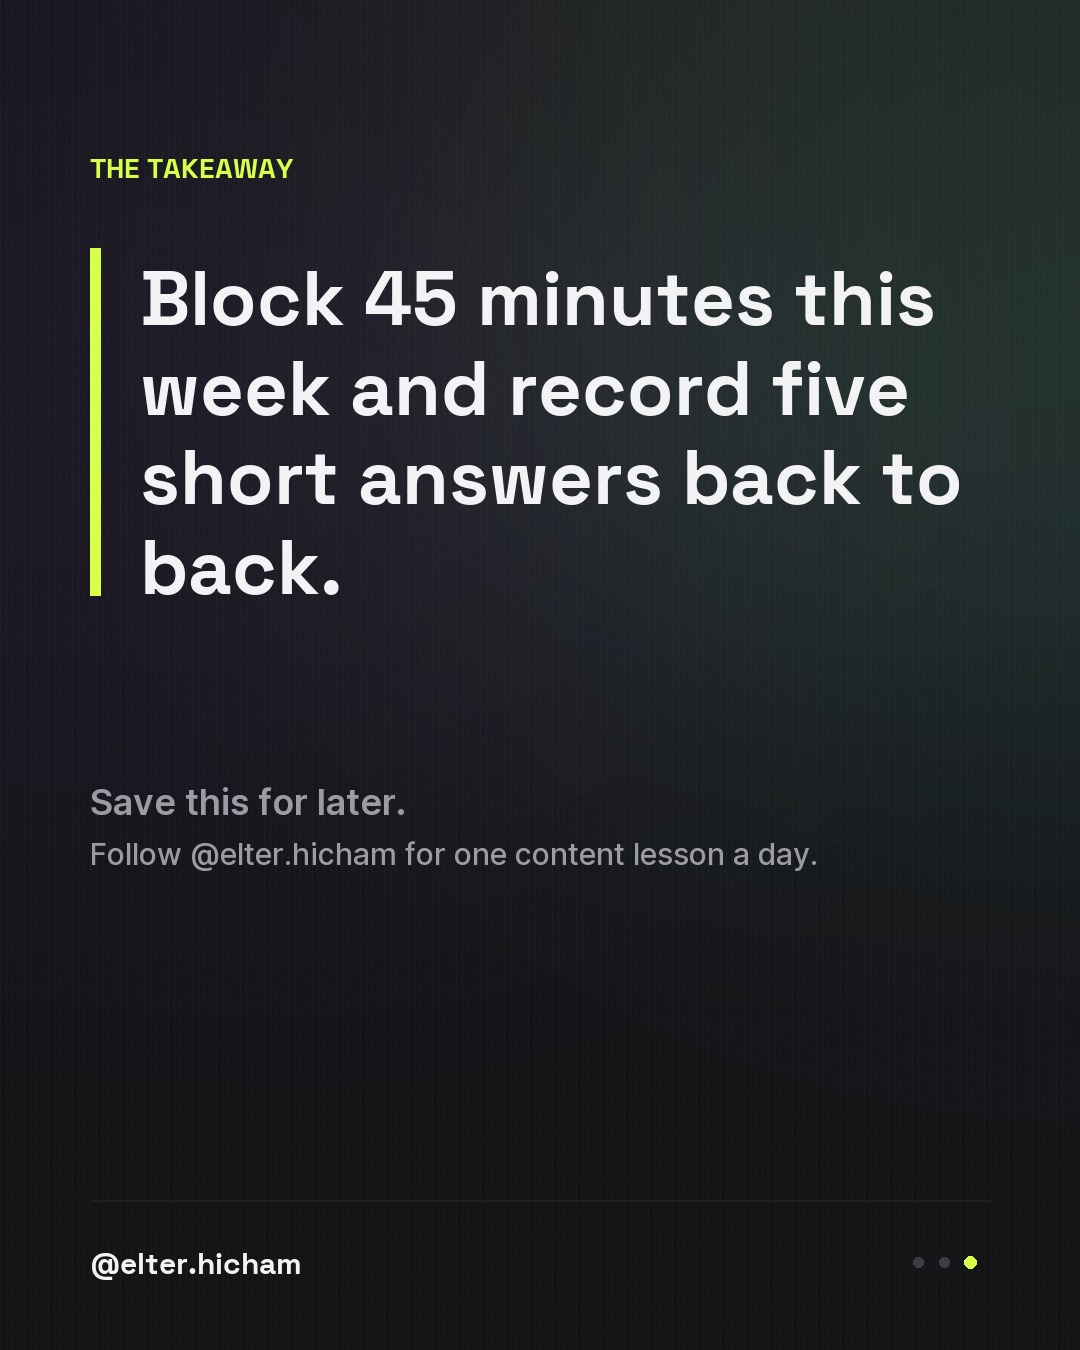 THE TAKEAWAY
Block 45 minutes this
week and record five
short answers back to
back.
Save this for later.
Follow @elter.hicham for one content lesson a day.
@elter.hicham